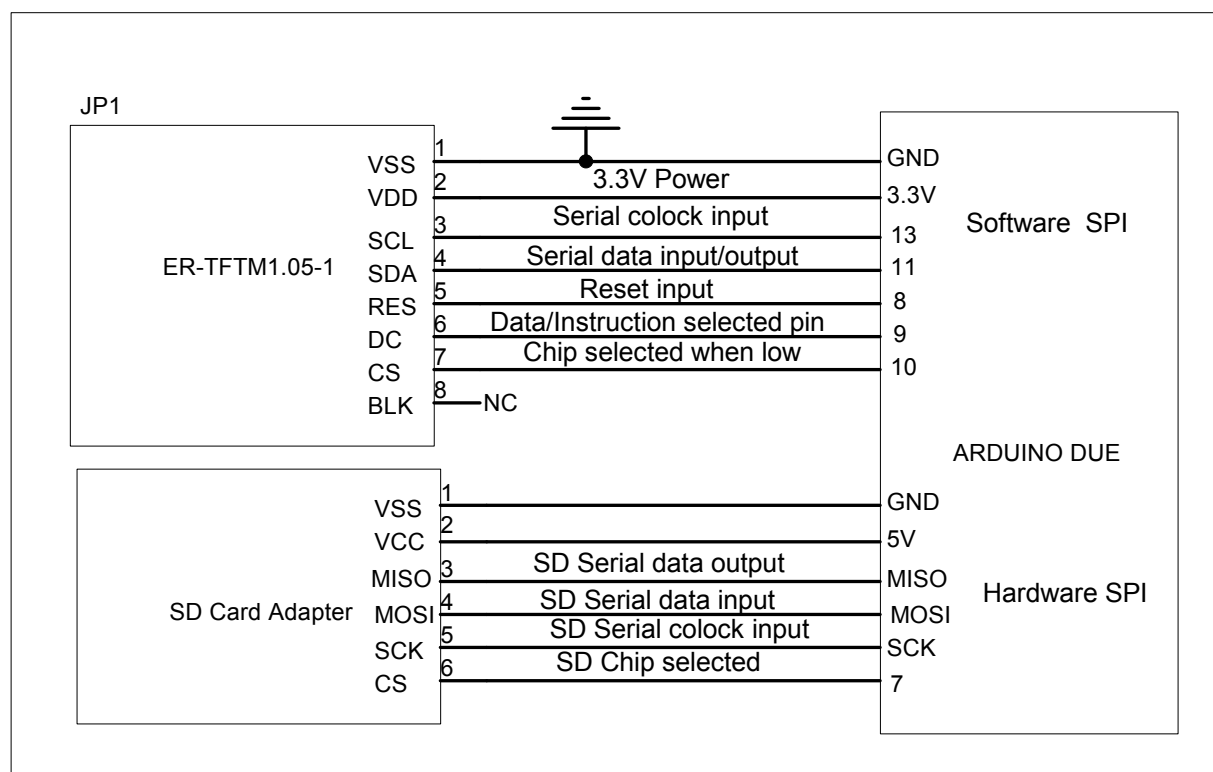 JP1
ER-TFTM1.05-1
VSS 1 GND
VDD 2 3.3V Power 3.3V
SCL 3 Serial colock input 13
SDA 4 Serial data input/output 11
RES 5 Reset input 8
DC 6 Data/Instruction selected pin 9
CS 7 Chip selected when low 10
BLK 8 NC
Software SPI
ARDUINO DUE
SD Card Adapter
VSS 1 GND
VCC 2 5V
MISO 3 SD Serial data output MISO
MOSI 4 SD Serial data input MOSI
SCK 5 SD Serial colock input SCK
CS 6 SD Chip selected 7
Hardware SPI